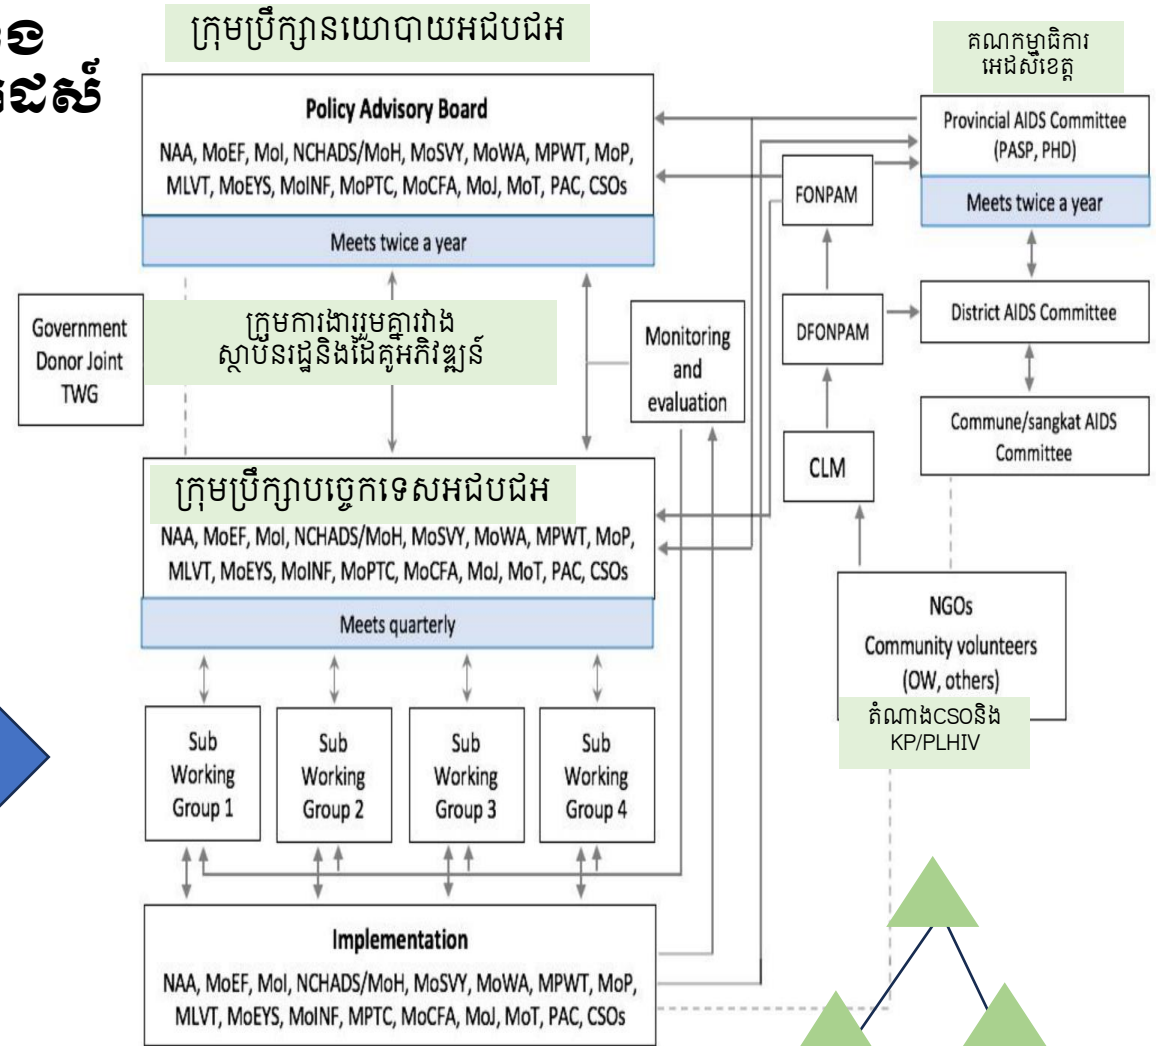 ក្រុមប្រឹក្សានយោបាយអជបជអ
Policy Advisory Board
NAA, MoEF, MoI, NCHADS/MoH, MoSVY, MoWA, MPWT, MoP,
MLVT, MoEYS, MoINF, MoPTC, MoCFA, MoJ, MoT, PAC, CSOs
Meets twice a year
គណកម្មាធិការ
អេដស៍ខេត្ត
Provincial AIDS Committee
(PASP, PHD)
Meets twice a year
FONPAM
Government
Donor Joint
TWG
ក្រុមការងាររួមគ្នារវាង
ស្ថាប័នរដ្ឋនិងដៃគូអភិវឌ្ឍន៍
Monitoring
and
evaluation
DFONPAM
District AIDS Committee
CLM
Commune/sangkat AIDS
Committee
ក្រុមប្រឹក្សាបច្ចេកទេសអជបជអ
NAA, MoEF, MoI, NCHADS/MoH, MoSVY, MoWA, MPWT, MoP,
MLVT, MoEYS, MoINF, MoPTC, MoCFA, MoJ, MoT, PAC, CSOs
Meets quarterly
NGOs
Community volunteers
(OW, others)
តំណាងCSOនិង
KP/PLHIV
Sub
Working
Group 1
Sub
Working
Group 2
Sub
Working
Group 3
Sub
Working
Group 4
Implementation
NAA, MoEF, MoI, NCHADS/MoH, MoSVY, MoWA, MPWT, MoP,
MLVT, MoEYS, MoINF, MPTC, MoCFA, MoJ, MoT, PAC, CSOs